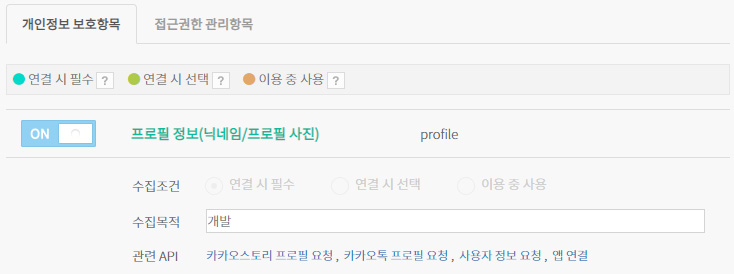 개인정보 보호항목 접근권한 관리항목
연결 시 필수 ? 연결 시 선택 ? 이용 중 사용 ?
ON 프로필 정보(닉네임/프로필 사진) profile
수집조건 연결 시 필수 연결 시 선택 이용 중 사용
수집목적 개발
관련 API 카카오스토리 프로필 요청 , 카카오톡 프로필 요청 , 사용자 정보 요청 , 앱 연결